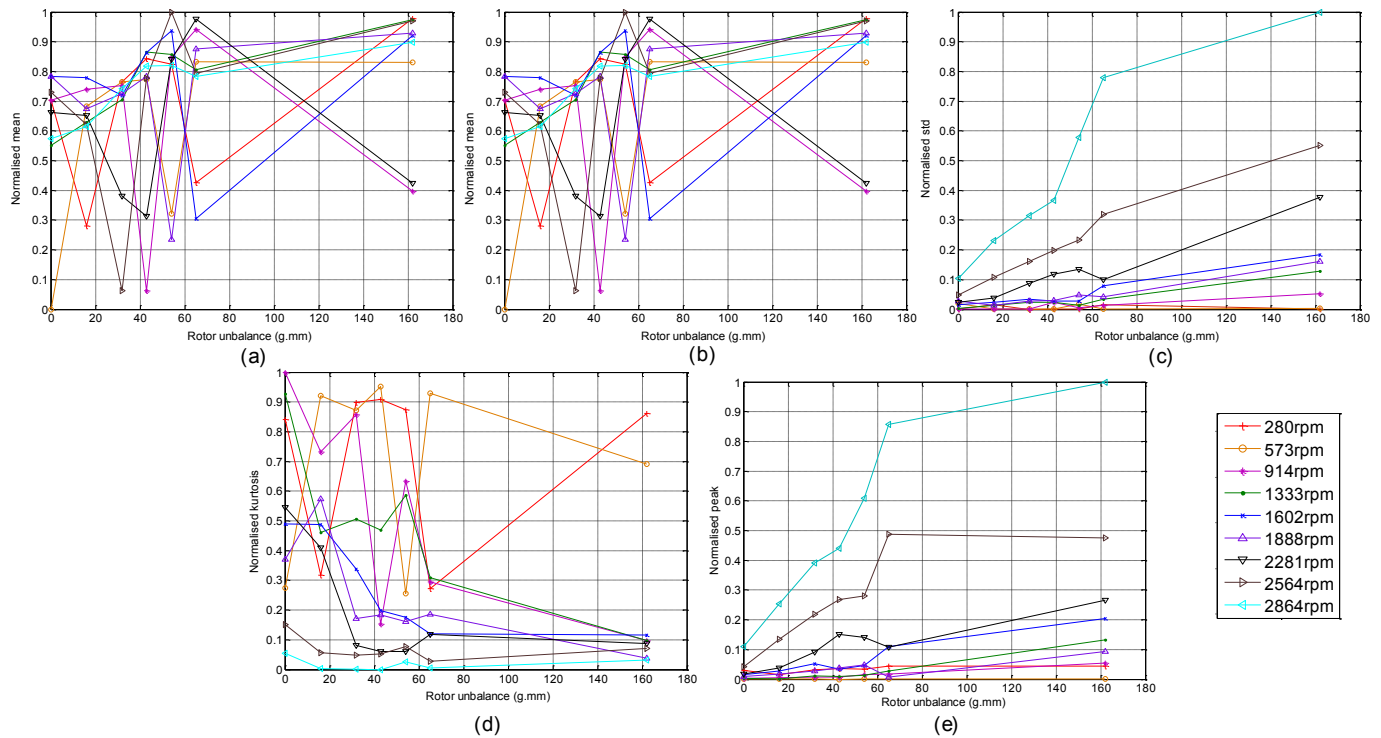 1
0.9
0.8
0.7
0.6
0.5
0.4
0.3
0.2
0.1
0
Normalised mean
0 20 40 60 80 100 120 140 160 180
Rotor unbalance (g.mm)
(a)
1
0.9
0.8
0.7
0.6
0.5
0.4
0.3
0.2
0.1
0
Normalised mean
0 20 40 60 80 100 120 140 160 180
Rotor unbalance (g.mm)
(b)
1
0.9
0.8
0.7
0.6
0.5
0.4
0.3
0.2
0.1
0
Normalised std
0 20 40 60 80 100 120 140 160 180
Rotor unbalance (g.mm)
(c)
1
0.9
0.8
0.7
0.6
0.5
0.4
0.3
0.2
0.1
0
Normalised kurtosis
0 20 40 60 80 100 120 140 160 180
Rotor unbalance (g.mm)
(d)
1
0.9
0.8
0.7
0.6
0.5
0.4
0.3
0.2
0.1
0
Normalised peak
0 20 40 60 80 100 120 140 160 180
Rotor unbalance (g.mm)
(e)
280rpm
573rpm
914rpm
1333rpm
1602rpm
1888rpm
2281rpm
2564rpm
2864rpm